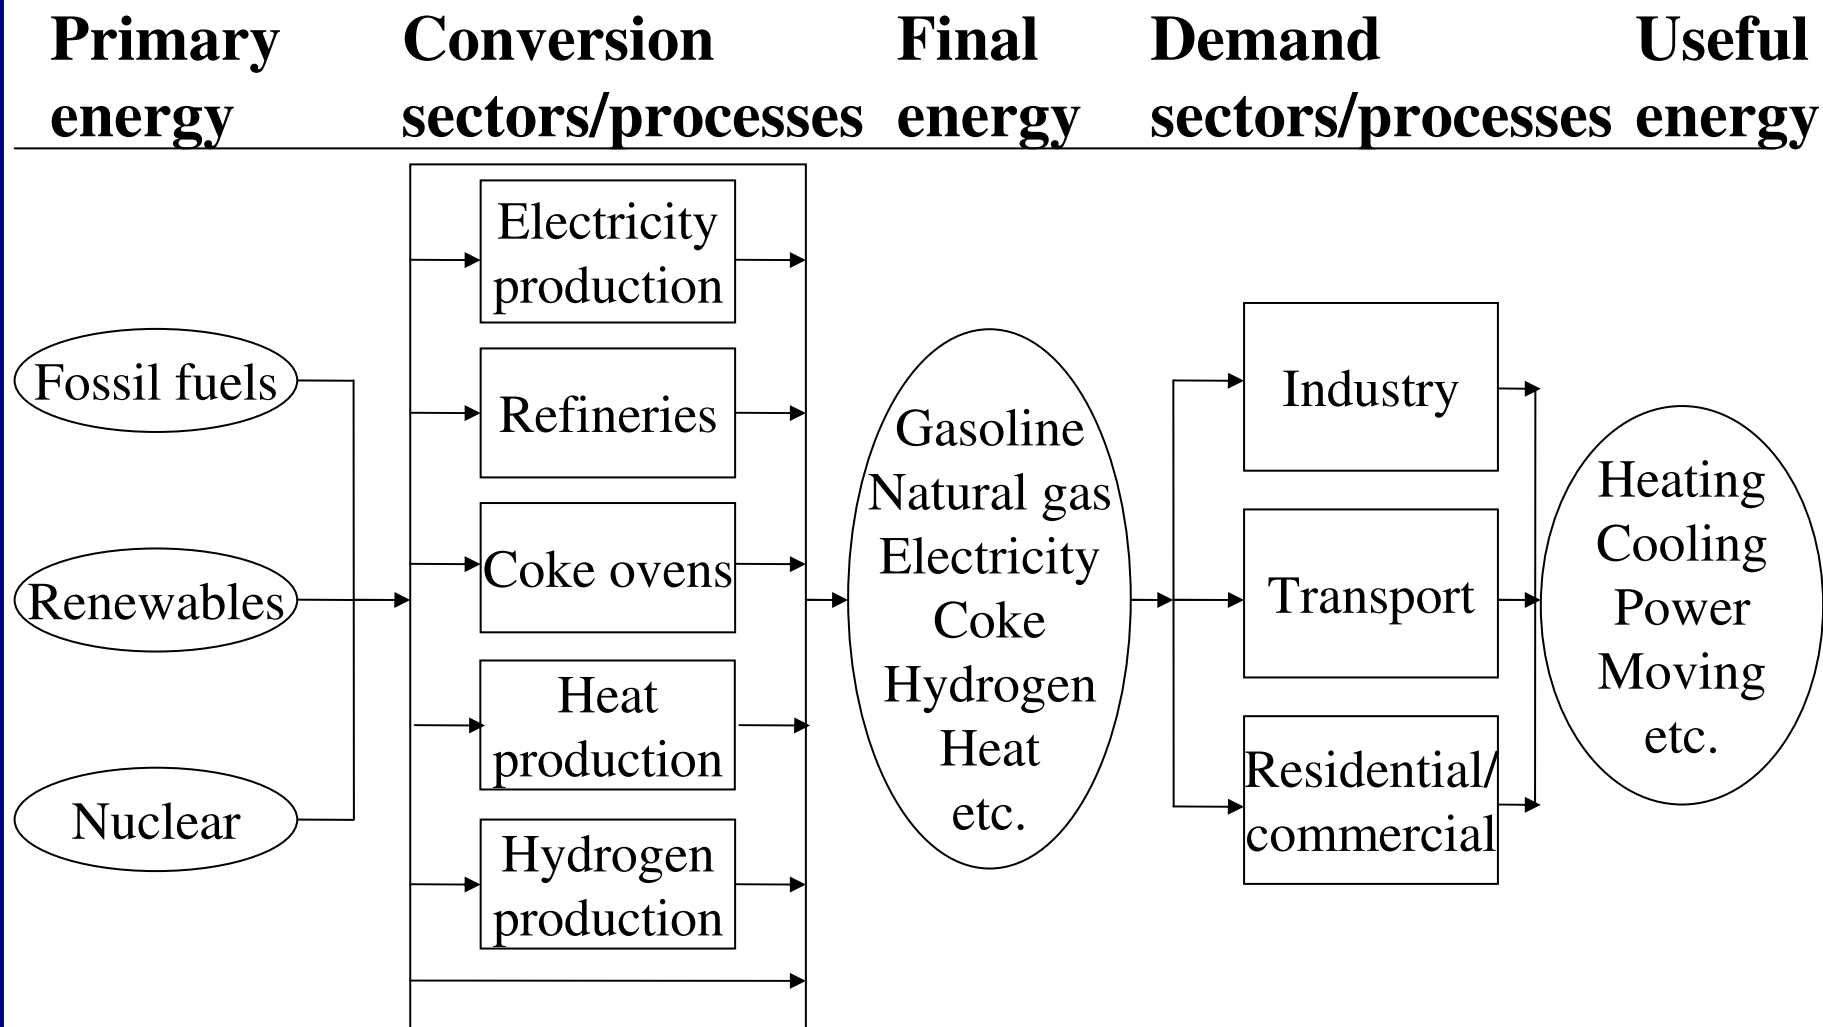 Primary
energy
Conversion
sectors/processes
Final
energy
Demand
sectors/processes
Useful
energy
Fossil fuels
Renewables
Nuclear
Electricity
production
Refineries
Coke ovens
Heat
production
Hydrogen
production
Gasoline
Natural gas
Electricity
Coke
Hydrogen
Heat
etc.
Industry
Transport
Residential/
commercial
Heating
Cooling
Power
Moving
etc.